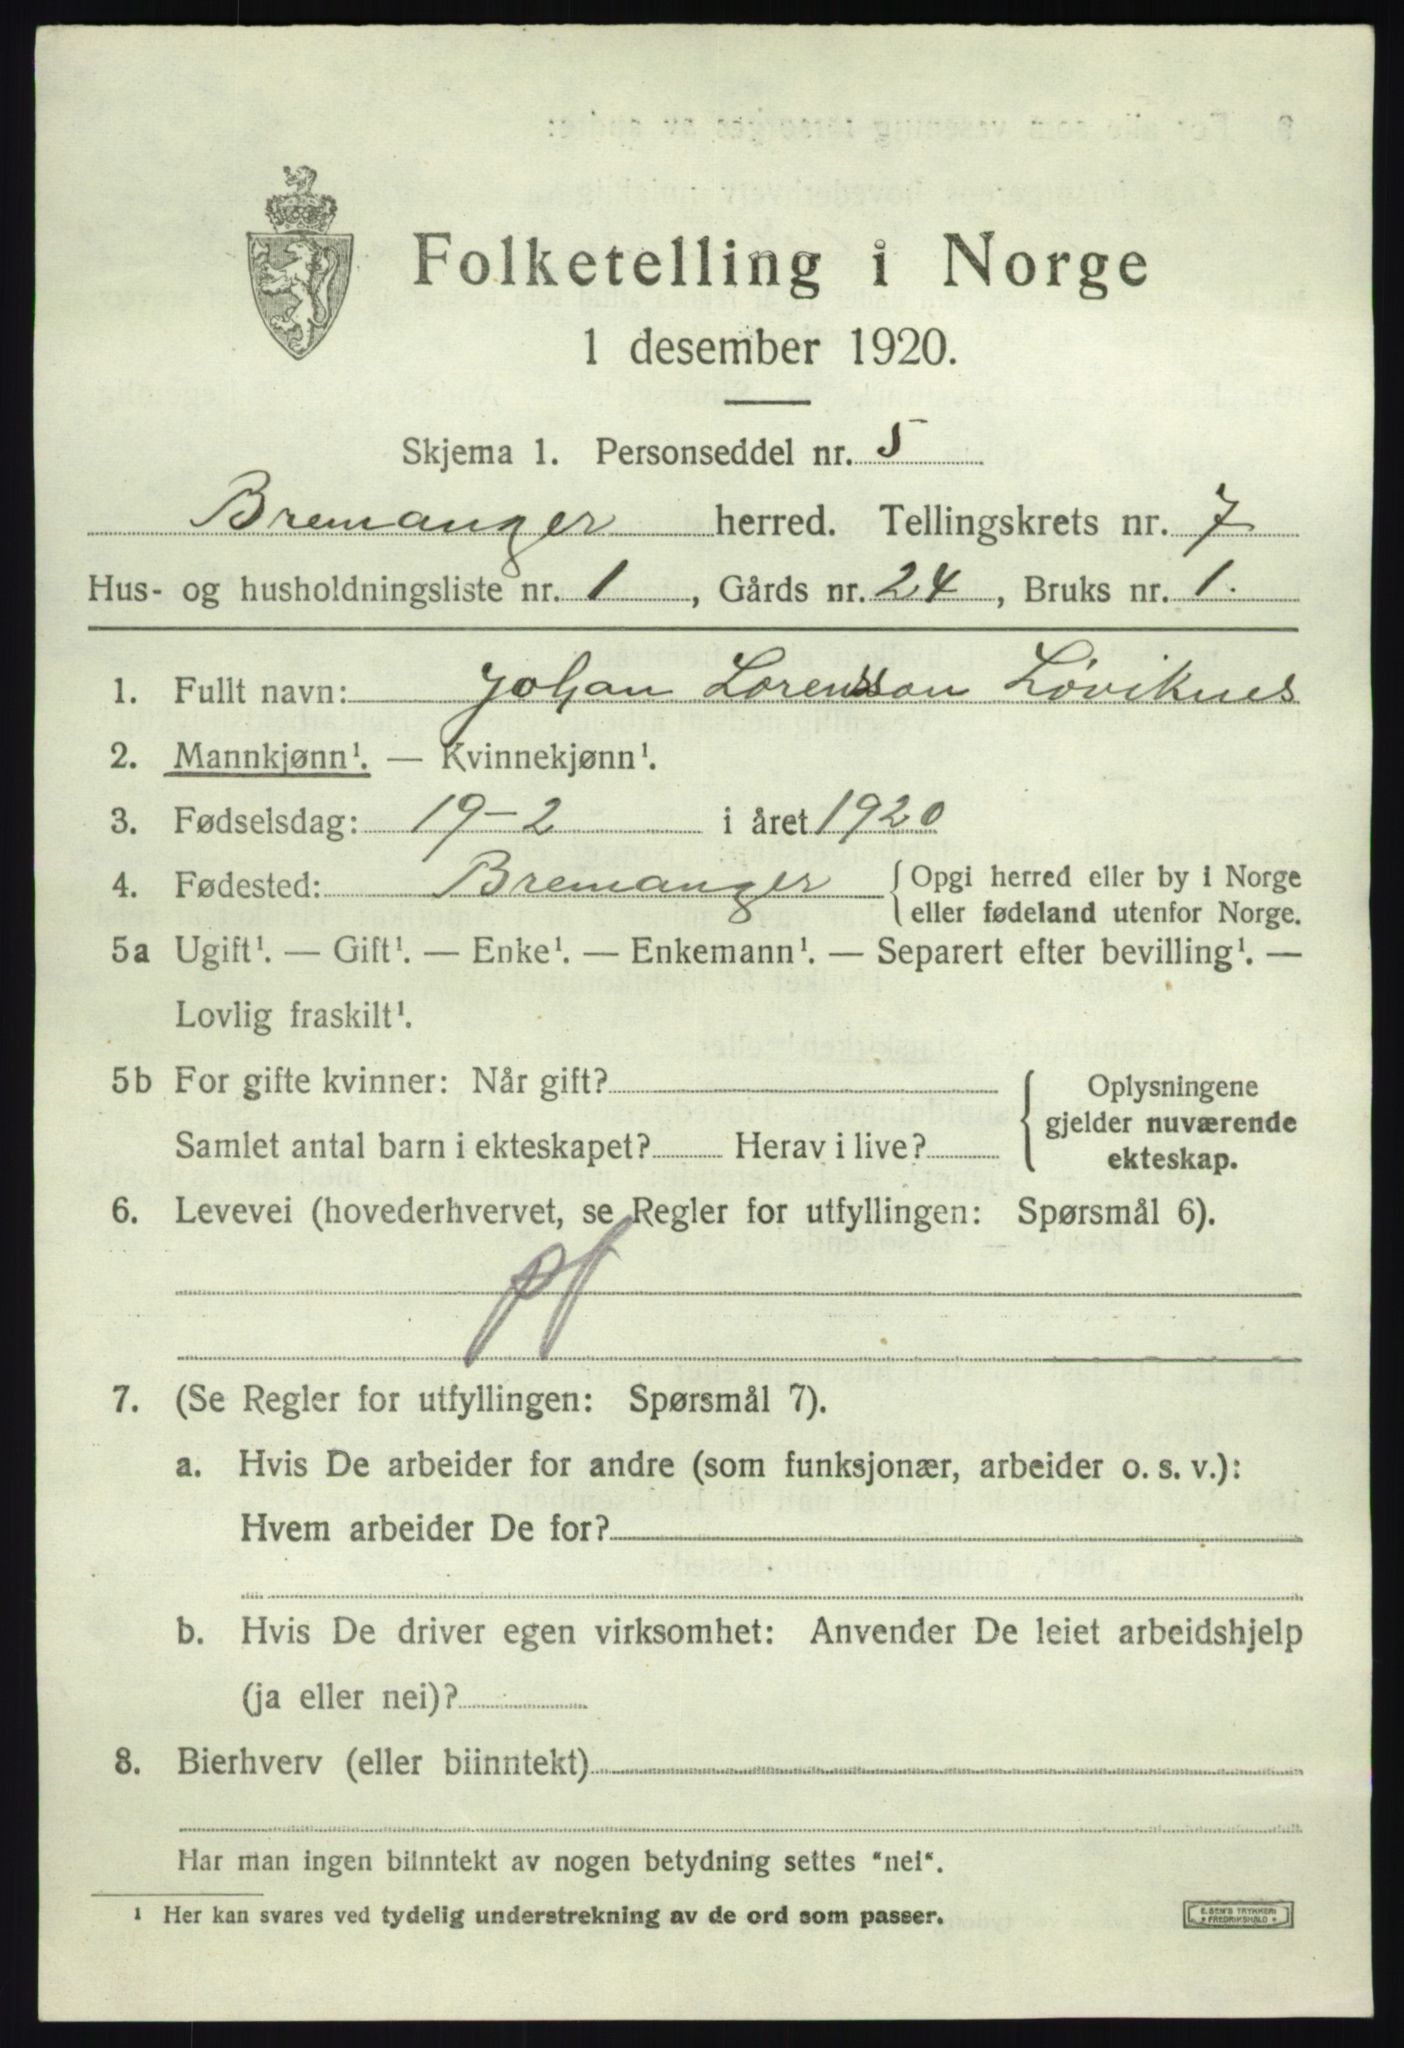 Folketelling i Norge
1 desember 1920.
Skjema 1. Personseddel nr. 5
Bremanger herred. Tellingskrets nr. 7
Hus- og husholdningsliste nr. 1, Gårds nr. 24, Bruks nr. 1.
1. Fullt navn: Johan Lorensson Løviknes
2. Mannkjønn¹. — Kvinnekjønn¹.
3. Fødselsdag: 19-2 i året 1920
4. Fødested: Bremanger {Opgi herred eller by i Norge
eller fødeland utenfor Norge.
5a Ugift¹. — Gift¹. — Enke¹. — Enkemann¹. — Separert efter bevilling¹. —
Lovlig fraskilt¹.
5b For gifte kvinner: Når gift? { Oplysningene
gjelder nuværende
Samlet antal barn i ekteskapet? Herav i live? ekteskap.
6. Levevei (hovederhvervet, se Regler for utfyllingen: Spørsmål 6).
pf
7. (Se Regler for utfyllingen: Spørsmål 7).
a. Hvis De arbeider for andre (som funksjonær, arbeider o. s. v.):
Hvem arbeider De for?
b. Hvis De driver egen virksomhet: Anvender De leiet arbeidshjelp
(ja eller nei)?
8. Bierhverv (eller biinntekt)
Har man ingen biinntekt av nogen betydning settes "nei".
¹ Her kan svares ved tydelig understrekning av de ord som passer.
E. SEM'S TRYKKERI
* FREDRIKSHALD *